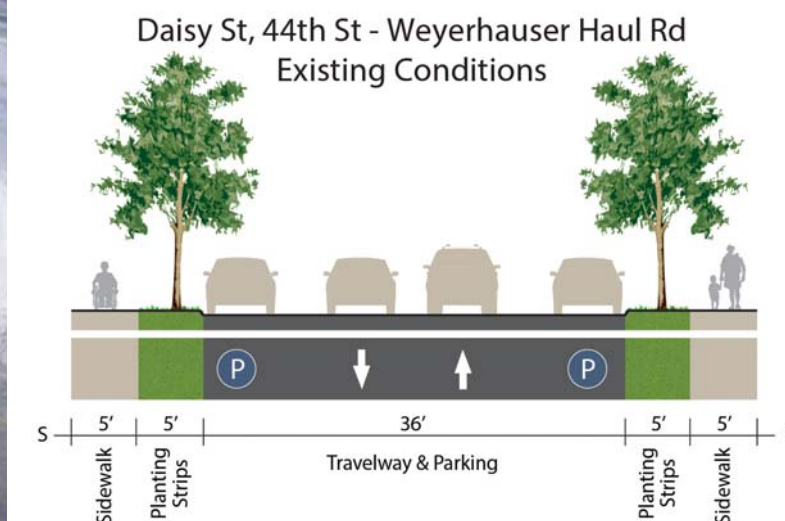 Daisy St, 44th St - Weyerhauser Haul Rd
Existing Conditions
P
P
S
5'
5'
36'
5'
5'
Sidewalk
Planting
Strips
Travelway & Parking
Planting
Strips
Sidewalk